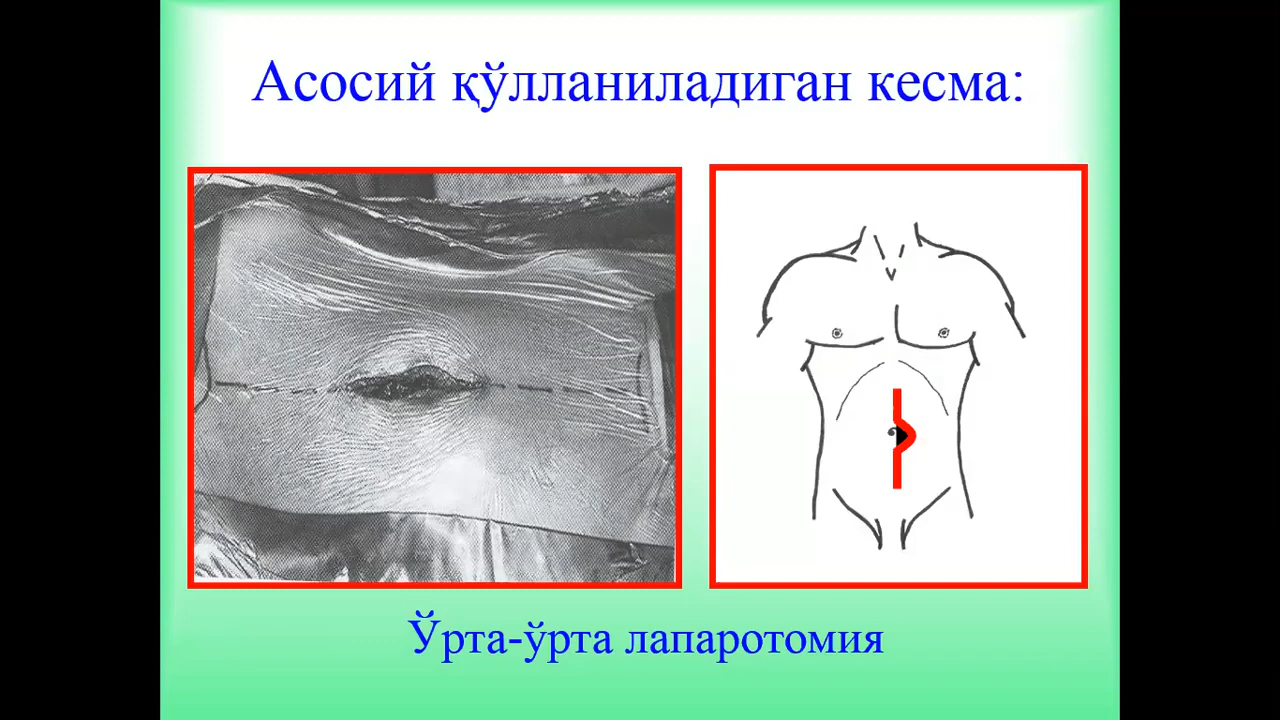 Асосий қўлланиладиган кесма:
Ўрта-ўрта лапаротомия